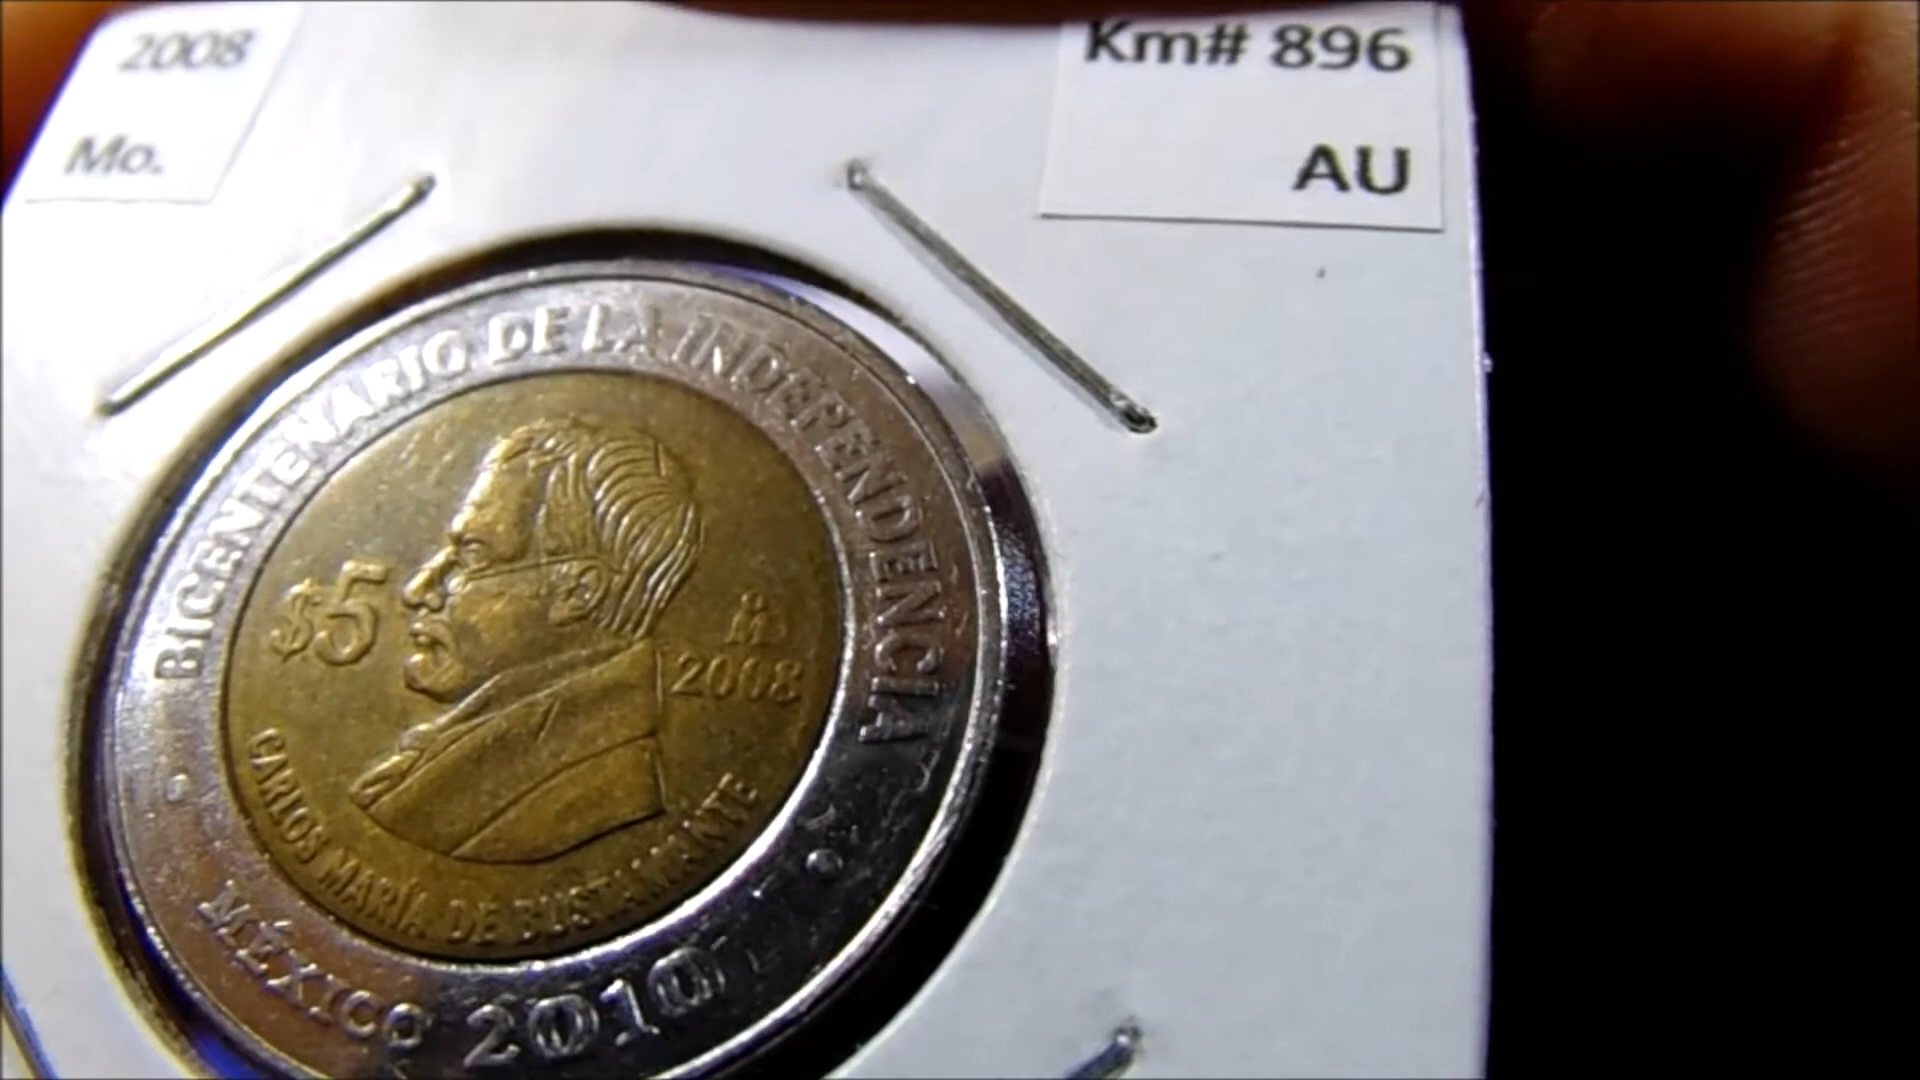 2008
Km# 896
Mo.
AU
BICENTENARIO DE LA INDEPENDENCIA
$5
2008
CARLOS MARÍA DE BUSTAMANTE
MÉXICO 2010